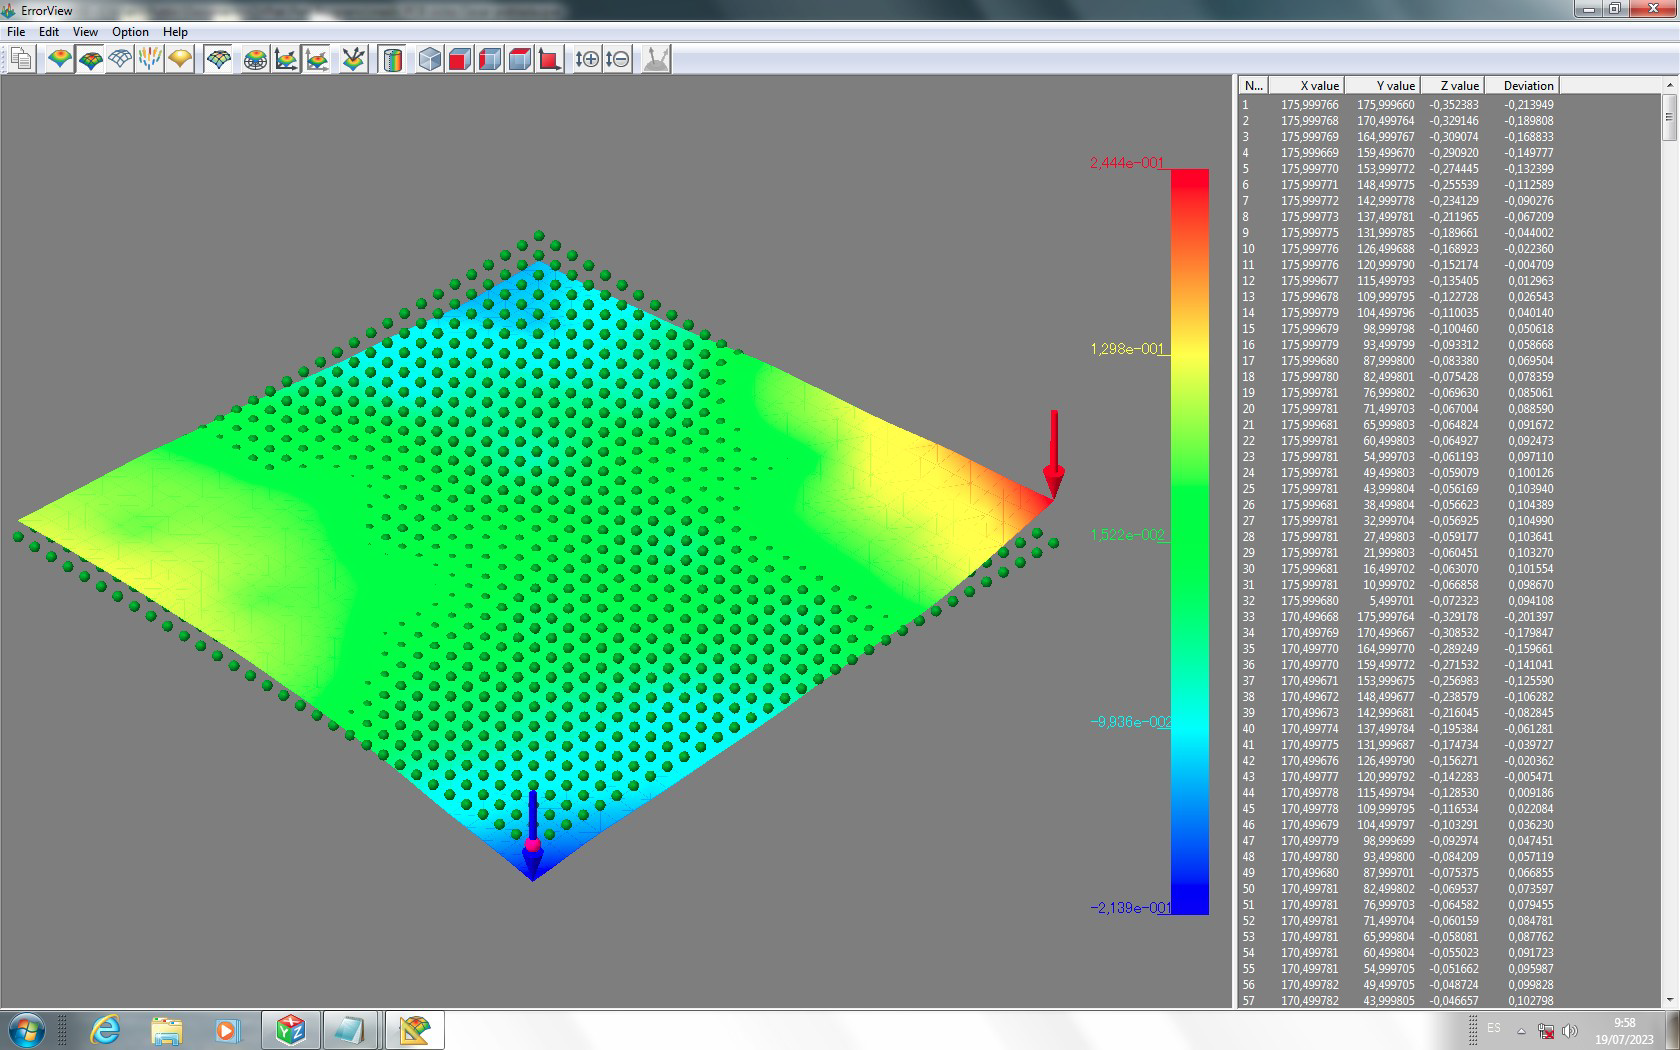 ErrorView
File Edit View Option Help
N... X value Y value Z value Deviation
1 175,999766 175,999660 -0,352383 -0,213949
2 175,999768 170,499764 -0,329146 -0,189808
3 175,999769 164,999767 -0,309074 -0,168833
4 175,999669 159,499670 -0,290920 -0,149777
5 175,999770 153,999772 -0,274445 -0,132399
6 175,999771 148,499775 -0,255539 -0,112589
7 175,999772 142,999778 -0,234129 -0,090276
8 175,999773 137,499781 -0,211965 -0,067209
9 175,999775 131,999785 -0,189661 -0,044002
10 175,999776 126,499688 -0,168923 -0,022360
11 175,999776 120,999790 -0,152174 -0,004709
12 175,999677 115,499793 -0,135405 0,012963
13 175,999678 109,999795 -0,122728 0,026543
14 175,999779 104,499796 -0,110035 0,040140
15 175,999679 98,999798 -0,100460 0,050618
16 175,999779 93,499799 -0,093312 0,058668
17 175,999680 87,999800 -0,083380 0,069504
18 175,999780 82,499801 -0,075428 0,078359
19 175,999781 76,999802 -0,069630 0,085061
20 175,999781 71,499703 -0,067004 0,088590
21 175,999681 65,999803 -0,064824 0,091672
22 175,999781 60,499803 -0,064927 0,092473
23 175,999781 54,999703 -0,061193 0,097110
24 175,999781 49,499803 -0,059079 0,100126
25 175,999781 43,999804 -0,056169 0,103940
26 175,999681 38,499804 -0,056623 0,104389
27 175,999781 32,999704 -0,056925 0,104990
28 175,999781 27,499803 -0,059177 0,103641
29 175,999781 21,999803 -0,060451 0,103270
30 175,999681 16,499702 -0,063070 0,101554
31 175,999781 10,999702 -0,066858 0,098670
32 175,999680 5,499701 -0,072323 0,094108
33 170,499668 175,999764 -0,329178 -0,201397
34 170,499769 170,499667 -0,308532 -0,179847
35 170,499770 164,999770 -0,289249 -0,159661
36 170,499770 159,499772 -0,271532 -0,141041
37 170,499671 153,999675 -0,256983 -0,125590
38 170,499672 148,499677 -0,238579 -0,106282
39 170,499673 142,999681 -0,216045 -0,082845
40 170,499774 137,499784 -0,195384 -0,061281
41 170,499775 131,999687 -0,174734 -0,039727
42 170,499676 126,499790 -0,156271 -0,020362
43 170,499777 120,999792 -0,142283 -0,005471
44 170,499778 115,499794 -0,128530 0,009186
45 170,499778 109,999795 -0,116534 0,022084
46 170,499679 104,499797 -0,103291 0,036230
47 170,499779 98,999699 -0,092974 0,047451
48 170,499780 93,499800 -0,084209 0,057119
49 170,499680 87,999701 -0,075375 0,066855
50 170,499781 82,499802 -0,069537 0,073597
51 170,499781 76,999703 -0,064582 0,079455
52 170,499781 71,499704 -0,060159 0,084781
53 170,499781 65,999804 -0,058081 0,087762
54 170,499781 60,499804 -0,055023 0,091723
55 170,499781 54,999705 -0,051662 0,095987
56 170,499782 49,499705 -0,048724 0,099828
57 170,499782 43,999805 -0,046657 0,102798
2,444e-001
1,298e-001
1,522e-002
-9,936e-002
-2,139e-001
X Y Z
ES
9:58
19/07/2023